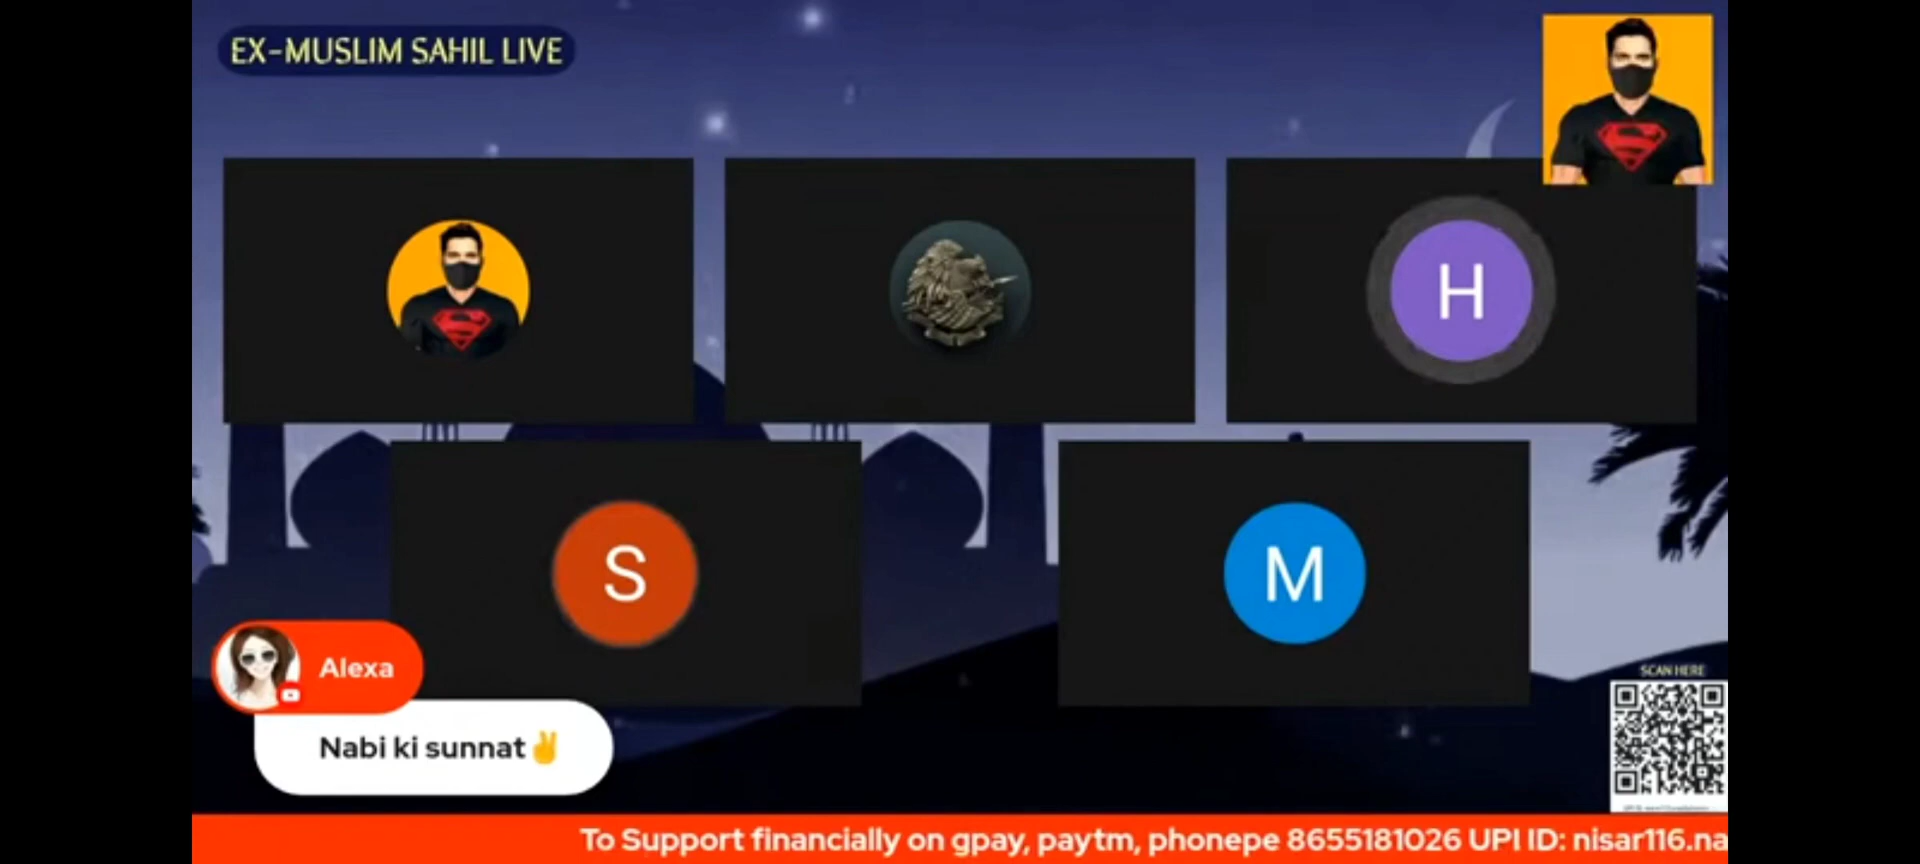 EX-MUSLIM SAHIL LIVE
H
S
M
Alexa
Nabi ki sunnat✌
SCAN HERE
To Support financially on gpay, paytm, phonepe 8655181026 UPI ID: nisar116.na